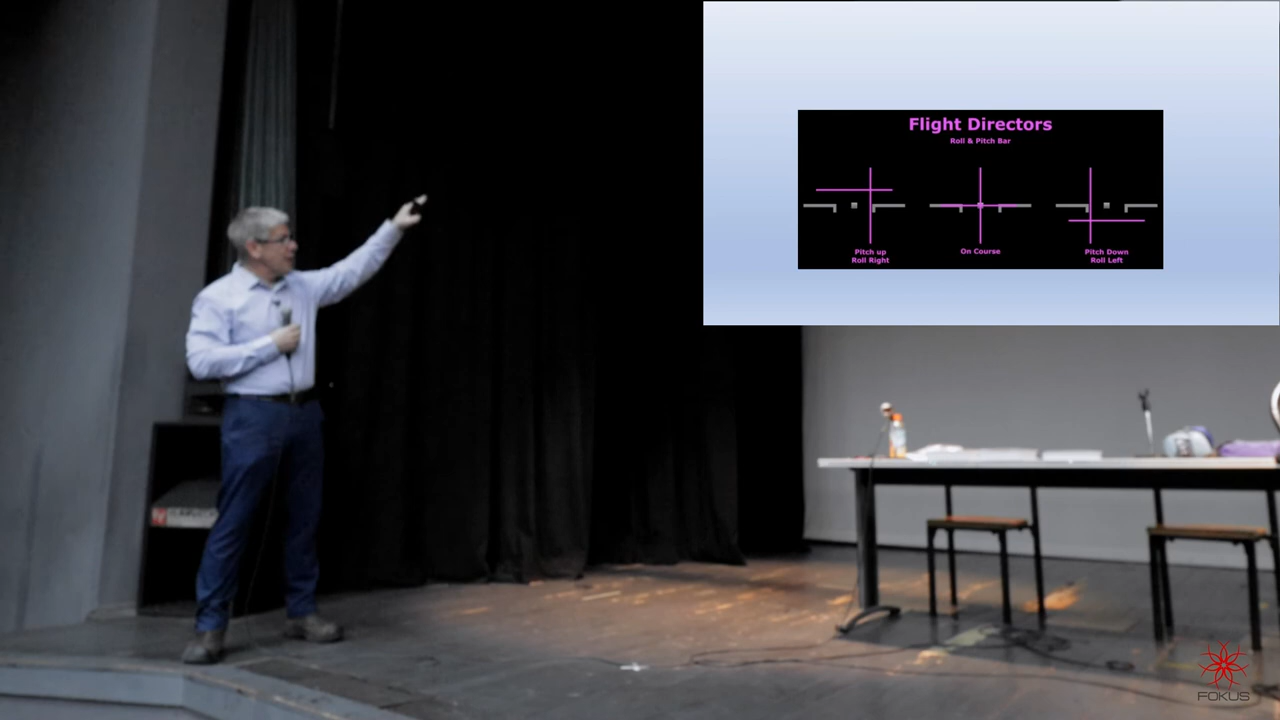 Flight Directors
Roll & Pitch Bar
Pitch up
Roll Right
On Course
Pitch Down
Roll Left
FOKUS